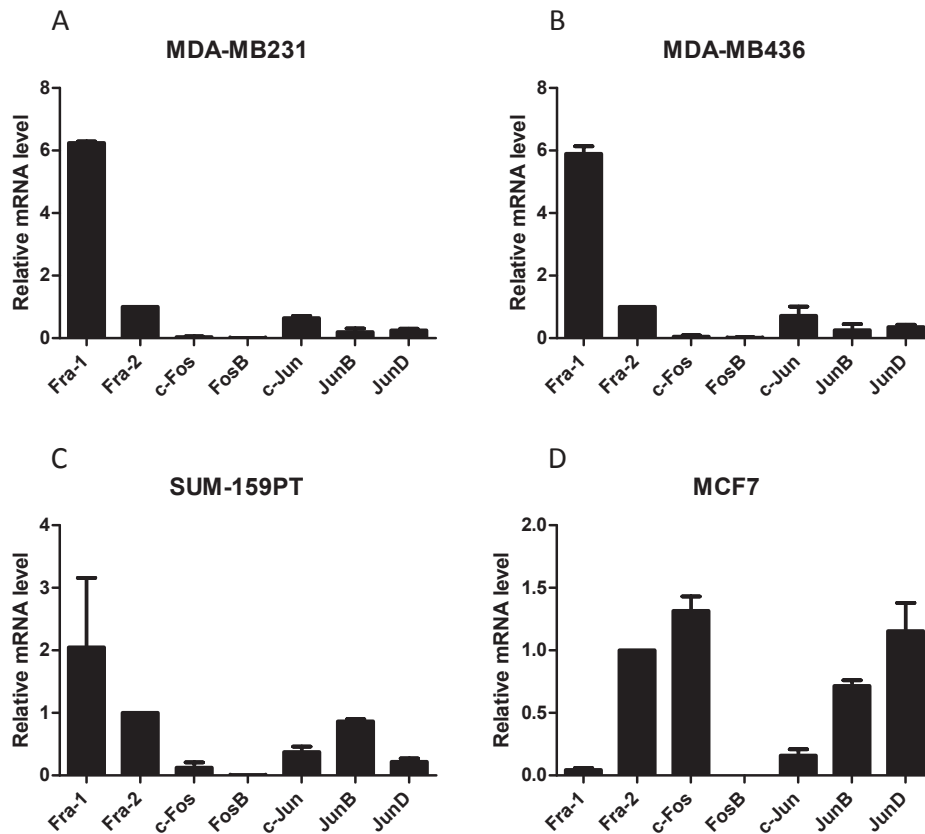 A
MDA-MB231
Relative mRNA level
8
6
4
2
0
Fra-1
Fra-2
c-Fos
FosB
c-Jun
JunB
JunD
B
MDA-MB436
Relative mRNA level
8
6
4
2
0
Fra-1
Fra-2
c-Fos
FosB
c-Jun
JunB
JunD
C
SUM-159PT
Relative mRNA level
4
3
2
1
0
Fra-1
Fra-2
c-Fos
FosB
c-Jun
JunB
JunD
D
MCF7
Relative mRNA level
2.0
1.5
1.0
0.5
0.0
Fra-1
Fra-2
c-Fos
FosB
c-Jun
JunB
JunD